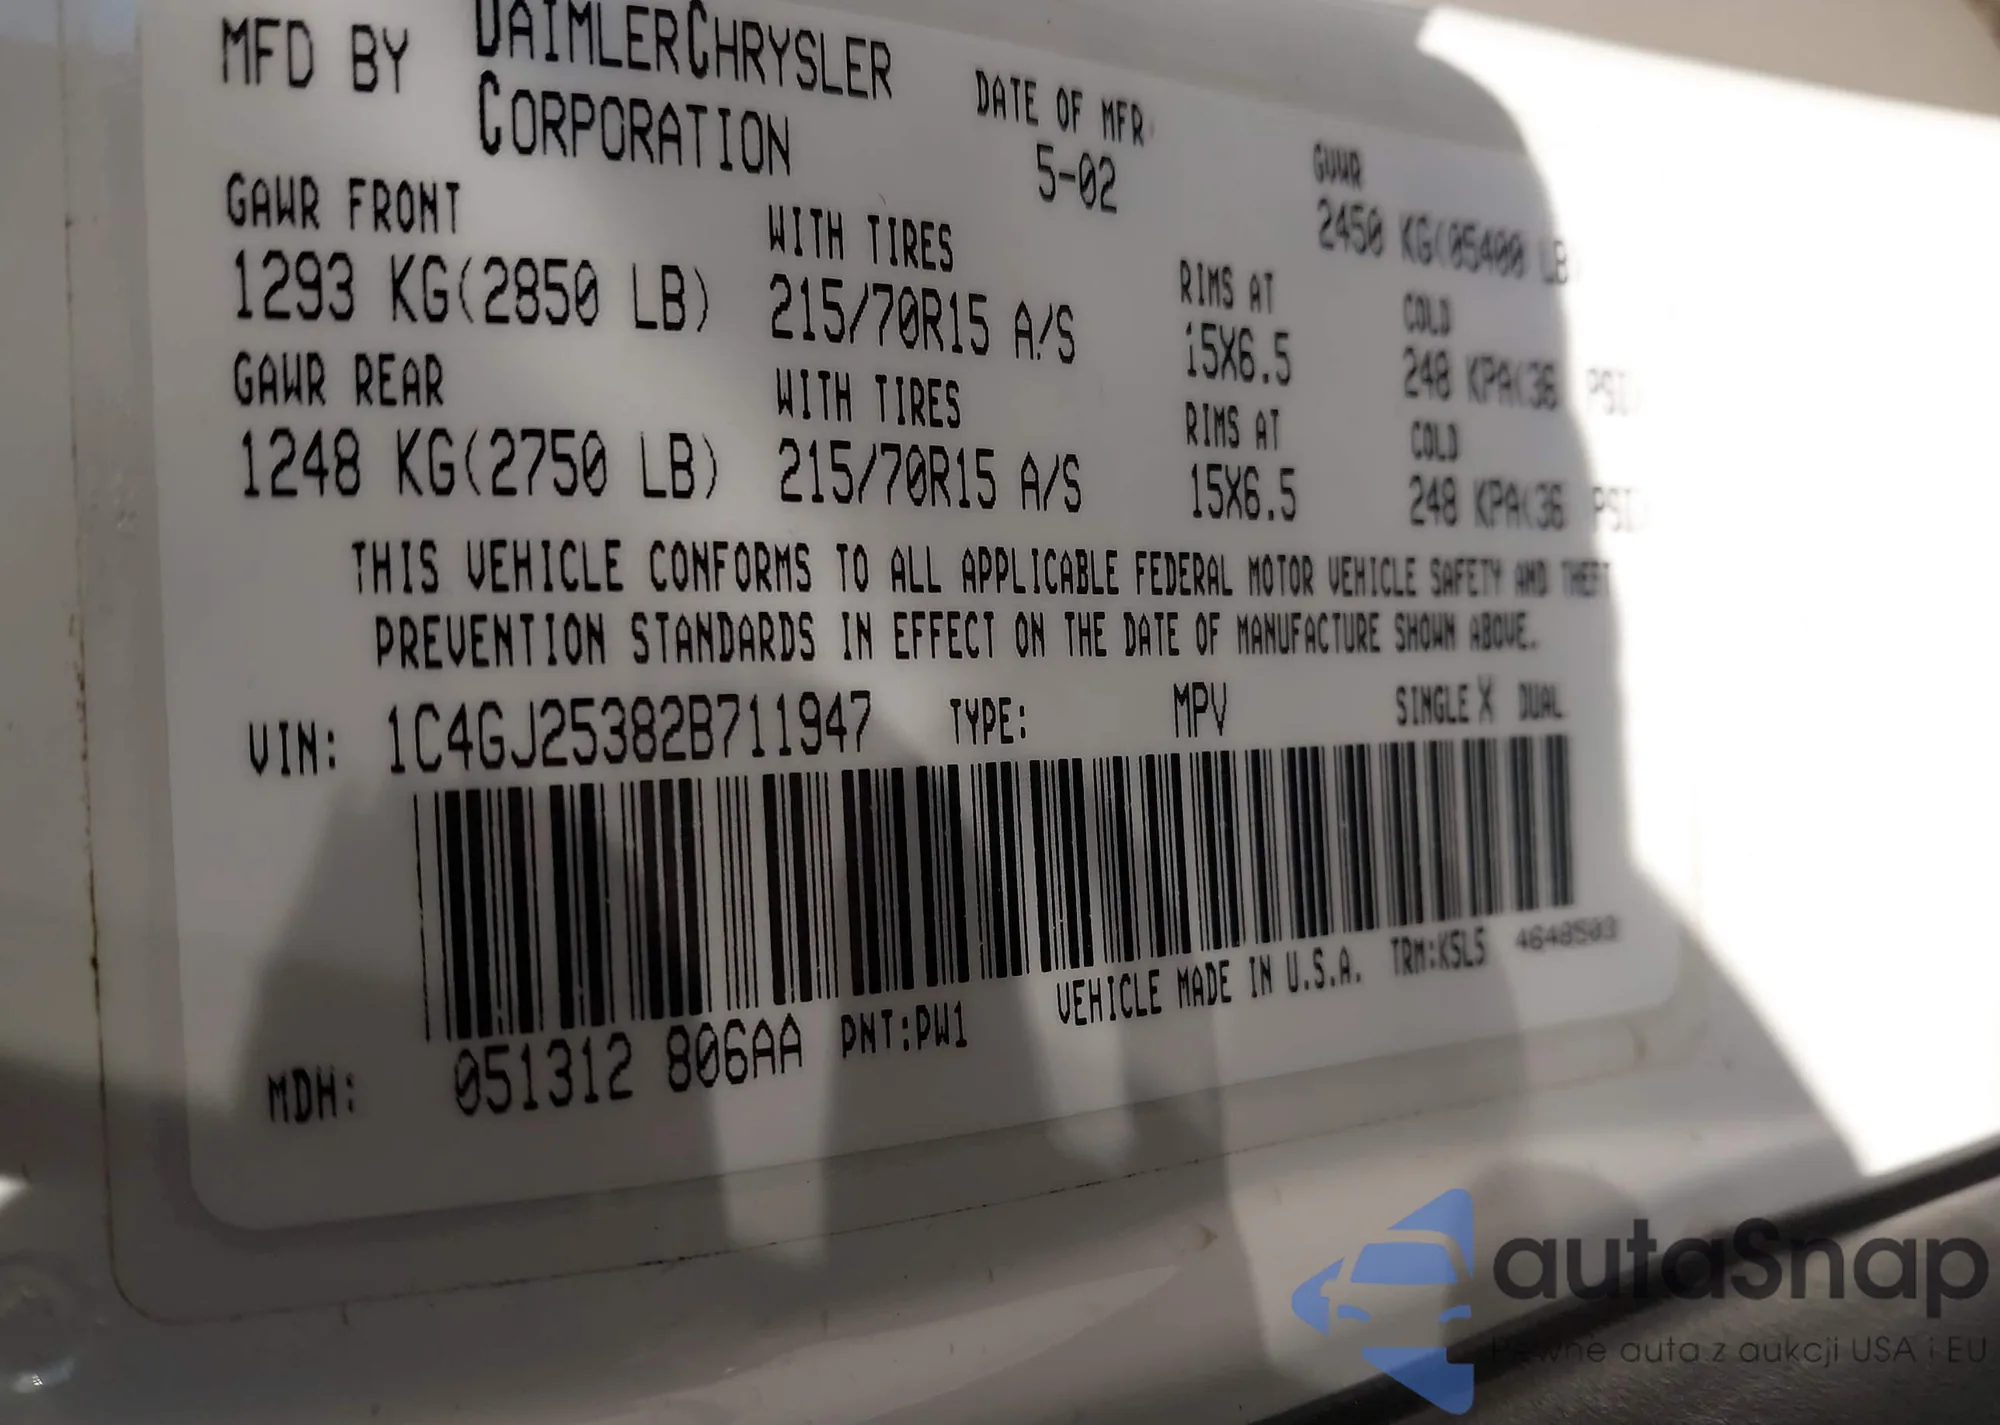 MFD BY DAIMLERCHRYSLER CORPORATION
DATE OF MFR
5-02
GVWR
2450 KG(05400 LB)
GAWR FRONT WITH TIRES RIMS AT COLD
1293 KG(2850 LB) 215/70R15 A/S 15X6.5 248 KPA(36 PSI)
GAWR REAR WITH TIRES RIMS AT COLD
1248 KG(2750 LB) 215/70R15 A/S 15X6.5 248 KPA(36 PSI)
THIS VEHICLE CONFORMS TO ALL APPLICABLE FEDERAL MOTOR VEHICLE SAFETY AND THEFT
PREVENTION STANDARDS IN EFFECT ON THE DATE OF MANUFACTURE SHOWN ABOVE.
VIN: 1C4GJ25382B711947 TYPE: MPV SINGLE X DUAL
MDH: 051312 806AA PNT:PW1 VEHICLE MADE IN U.S.A. TRM:K5L5 4648503
autaSnap
Pewne auta z aukcji USA i EU